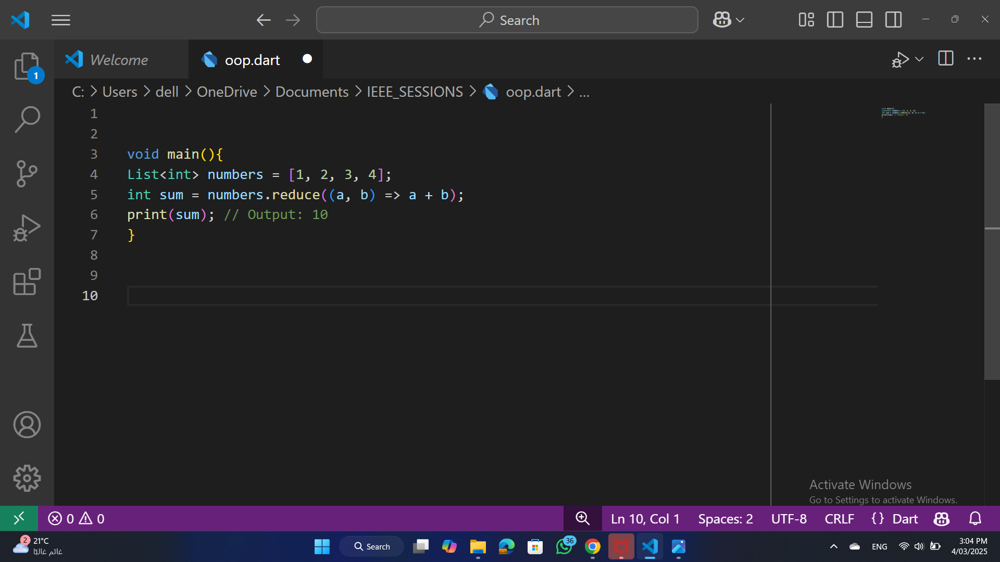 Search
Welcome
oop.dart
1
C: > Users > dell > OneDrive > Documents > IEEE_SESSIONS > oop.dart > ...
1
2
3 void main(){
4 List<int> numbers = [1, 2, 3, 4];
5 int sum = numbers.reduce((a, b) => a + b);
6 print(sum); // Output: 10
7 }
8
9
10
Activate Windows
Go to Settings to activate Windows.
0 0
Ln 10, Col 1 Spaces: 2 UTF-8 CRLF {} Dart
2
21°C
غائم غالبًا
Search
36
ENG
3:04 PM
4/03/2025